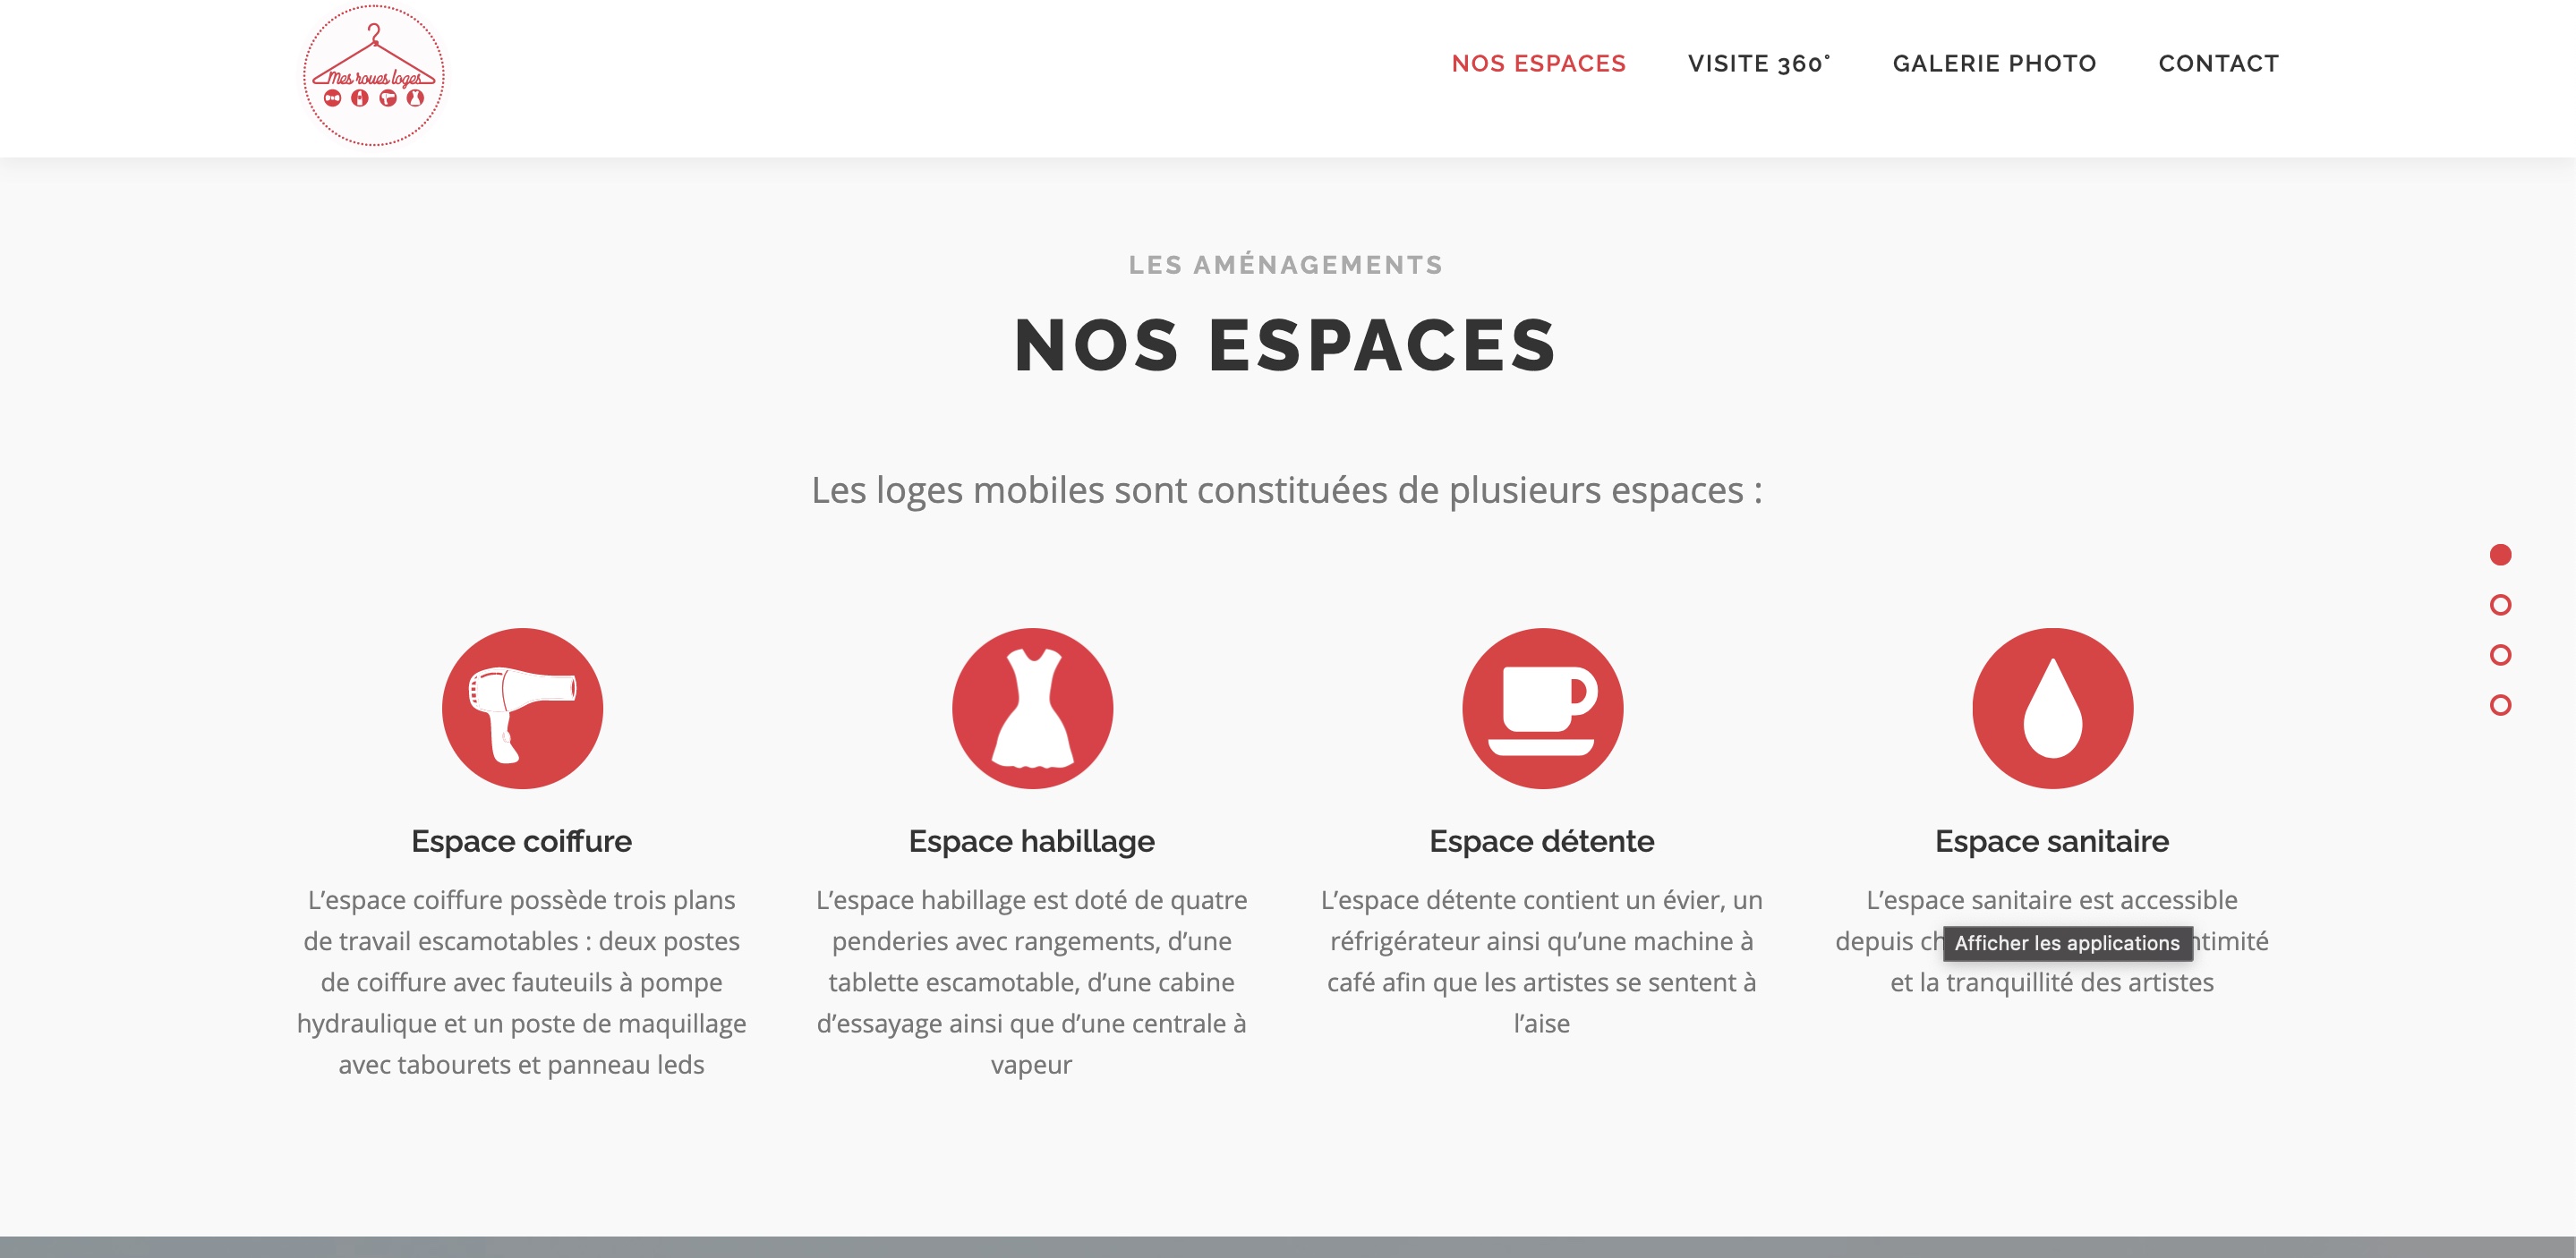 Mes roues loges
NOS ESPACES
VISITE 360°
GALERIE PHOTO
CONTACT
LES AMÉNAGEMENTS
NOS ESPACES
Les loges mobiles sont constituées de plusieurs espaces :
Espace coiffure
L’espace coiffure possède trois plans
de travail escamotables : deux postes
de coiffure avec fauteuils à pompe
hydraulique et un poste de maquillage
avec tabourets et panneau leds
Espace habillage
L’espace habillage est doté de quatre
penderies avec rangements, d’une
tablette escamotable, d’une cabine
d’essayage ainsi que d’une centrale à
vapeur
Espace détente
L’espace détente contient un évier, un
réfrigérateur ainsi qu’une machine à
café afin que les artistes se sentent à
l’aise
Espace sanitaire
L’espace sanitaire est accessible
depuis
Afficher les applications
et la tranquillité des artistes